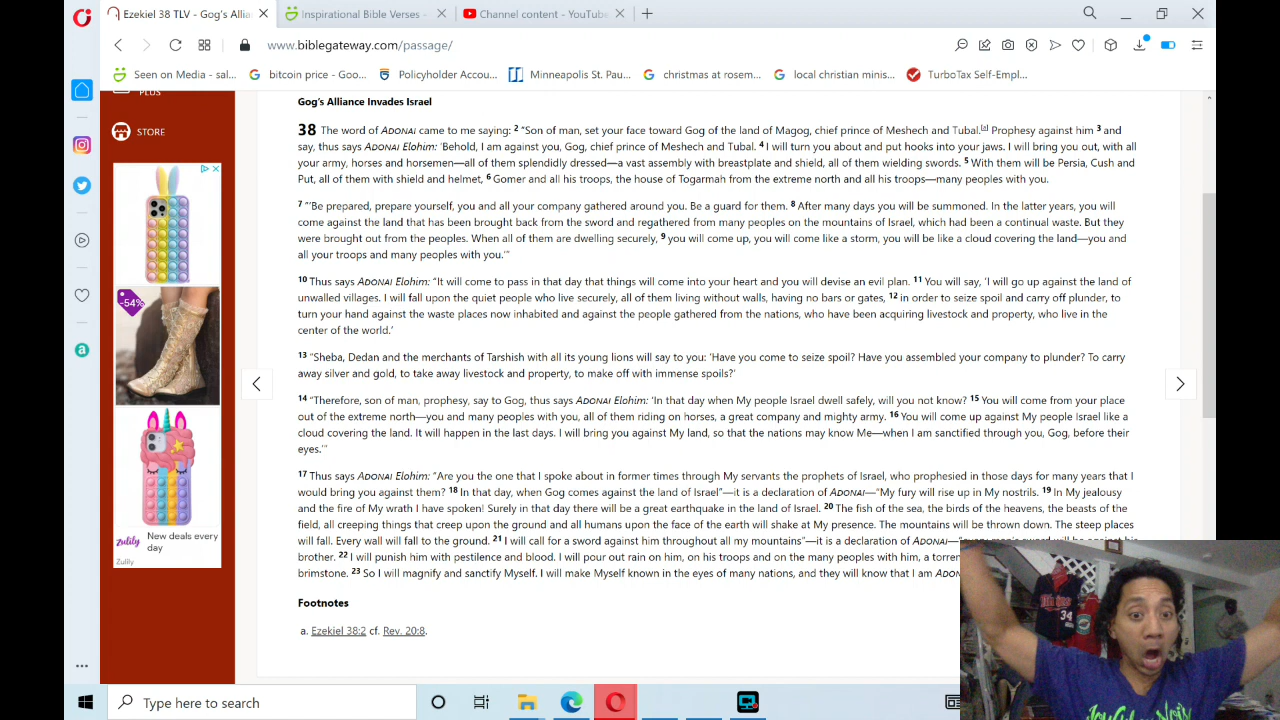 Ezekiel 38 TLV - Gog's Allian
Inspirational Bible Verses -
Channel content - YouTube
www.biblegateway.com/passage/
Seen on Media - sal...
bitcoin price - Goo...
Policyholder Accou...
Minneapolis St. Pau...
christmas at rosem...
local christian minis...
TurboTax Self-Empl...
PLUS
STORE
-54%
zulily
New deals every
day
Zulily
Gog's Alliance Invades Israel
38 The word of ADONAI came to me saying: 2 “Son of man, set your face toward Gog of the land of Magog, chief prince of Meshech and Tubal.[a] Prophesy against him 3 and
say, thus says ADONAI Elohim: ‘Behold, I am against you, Gog, chief prince of Meshech and Tubal. 4 I will turn you about and put hooks into your jaws. I will bring you out, with all
your army, horses and horsemen—all of them splendidly dressed—a vast assembly with breastplate and shield, all of them wielding swords. 5 With them will be Persia, Cush and
Put, all of them with shield and helmet, 6 Gomer and all his troops, the house of Togarmah from the extreme north and all his troops—many peoples with you.
7 “‘Be prepared, prepare yourself, you and all your company gathered around you. Be a guard for them. 8 After many days you will be summoned. In the latter years, you will
come against the land that has been brought back from the sword and regathered from many peoples on the mountains of Israel, which had been a continual waste. But they
were brought out from the peoples. When all of them are dwelling securely, 9 you will come up, you will come like a storm, you will be like a cloud covering the land—you and
all your troops and many peoples with you.’”
10 Thus says ADONAI Elohim: “It will come to pass in that day that things will come into your heart and you will devise an evil plan. 11 You will say, ‘I will go up against the land of
unwalled villages. I will fall upon the quiet people who live securely, all of them living without walls, having no bars or gates, 12 in order to seize spoil and carry off plunder, to
turn your hand against the waste places now inhabited and against the people gathered from the nations, who have been acquiring livestock and property, who live in the
center of the world.’
13 “Sheba, Dedan and the merchants of Tarshish with all its young lions will say to you: ‘Have you come to seize spoil? Have you assembled your company to plunder? To carry
away silver and gold, to take away livestock and property, to make off with immense spoils?’
14 “Therefore, son of man, prophesy, say to Gog, thus says ADONAI Elohim: ‘In that day when My people Israel dwell safely, will you not know? 15 You will come from your place
out of the extreme north—you and many peoples with you, all of them riding on horses, a great company and mighty army. 16 You will come up against My people Israel like a
cloud covering the land. It will happen in the last days. I will bring you against My land, so that the nations may know Me—when I am sanctified through you, Gog, before their
eyes.’”
17 Thus says ADONAI Elohim: “Are you the one that I spoke about in former times through My servants the prophets of Israel, who prophesied in those days for many years that I
would bring you against them? 18 In that day, when Gog comes against the land of Israel”—it is a declaration of ADONAI—“My fury will rise up in My nostrils. 19 In My jealousy
and the fire of My wrath I have spoken! Surely in that day there will be a great earthquake in the land of Israel. 20 The fish of the sea, the birds of the heavens, the beasts of the
field, all creeping things that creep upon the ground and all humans upon the face of the earth will shake at My presence. The mountains will be thrown down. The steep places
will fall. Every wall will fall to the ground. 21 I will call for a sword against him throughout all my mountains”—it is a declaration of ADONAI—“every man's sword will be against his
brother. 22 I will punish him with pestilence and blood. I will pour out rain on him, on his troops and on the many peoples with him, a torren
brimstone. 23 So I will magnify and sanctify Myself. I will make Myself known in the eyes of many nations, and they will know that I am ADON
Footnotes
a. Ezekiel 38:2 cf. Rev. 20:8.
34
Type here to search